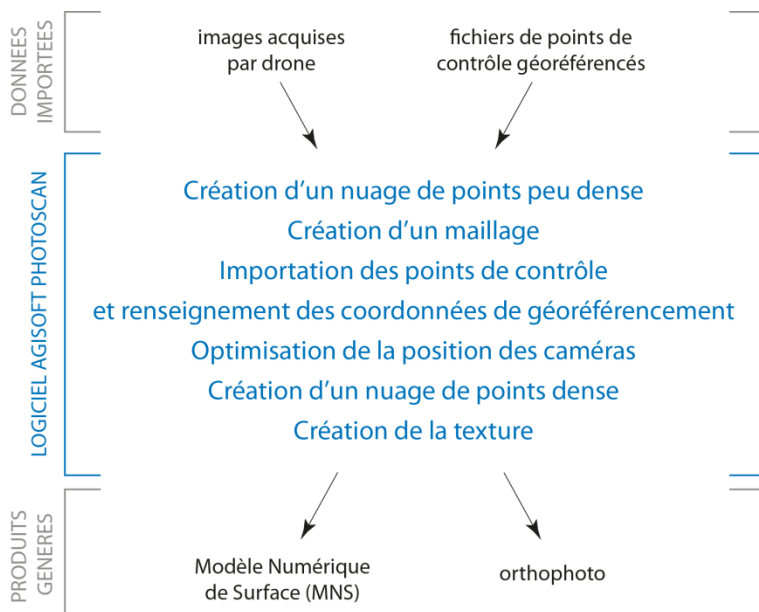 DONNEES
IMPORTEES
images acquises
par drone
fichiers de points de
contrôle géoréférencés
LOGICIEL AGISOFT PHOTOSCAN
Création d'un nuage de points peu dense
Création d'un maillage
Importation des points de contrôle
et renseignement des coordonnées de géoréférencement
Optimisation de la position des caméras
Création d'un nuage de points dense
Création de la texture
PRODUITS
GENERES
Modèle Numérique
de Surface (MNS)
orthophoto